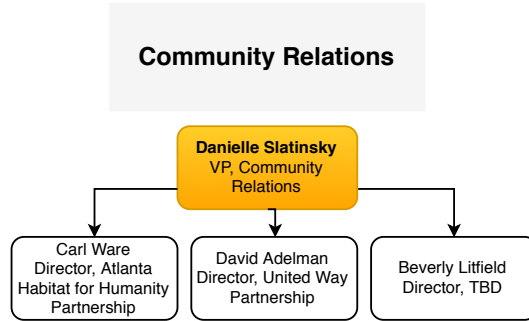 Community Relations
Danielle Slatinsky
VP, Community
Relations
Carl Ware
Director, Atlanta
Habitat for Humanity
Partnership
David Adelman
Director, United Way
Partnership
Beverly Litfield
Director, TBD